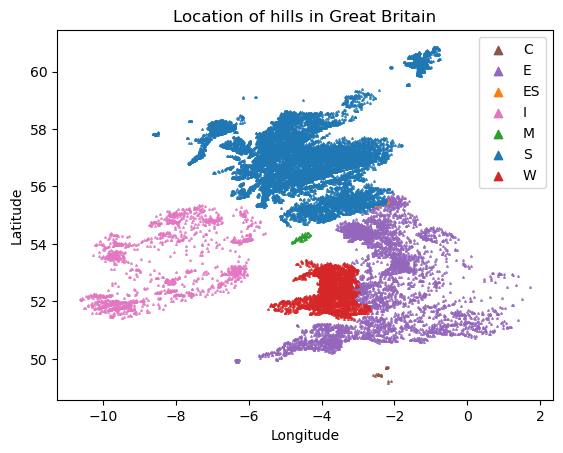 Location of hills in Great Britain
C
E
ES
I
M
S
W
Latitude
60
58
56
54
52
50
−10
−8
−6
−4
−2
0
2
Longitude